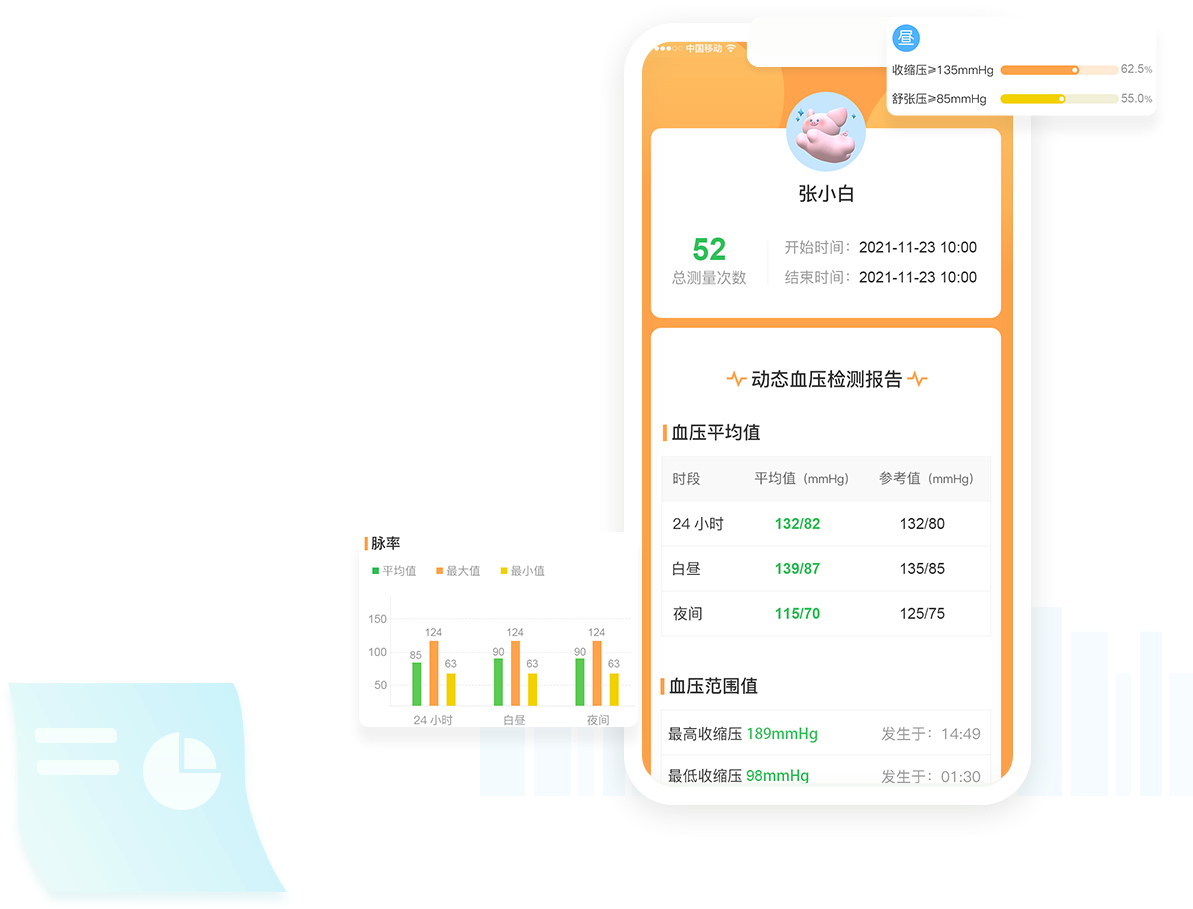 中国移动
昼
收缩压≥135mmHg 62.5%
舒张压≥85mmHg 55.0%
张小白
52
总测量次数
开始时间： 2021-11-23 10:00
结束时间： 2021-11-23 10:00
动态血压检测报告
血压平均值
时段 平均值（mmHg） 参考值（mmHg）
24 小时 132/82 132/80
白昼 139/87 135/85
夜间 115/70 125/75
血压范围值
最高收缩压 189mmHg 发生于： 14:49
最低收缩压 98mmHg 发生于： 01:30
脉率
平均值 最大值 最小值
150
100
50
85 124 63
90 124 63
90 124 63
24 小时 白昼 夜间